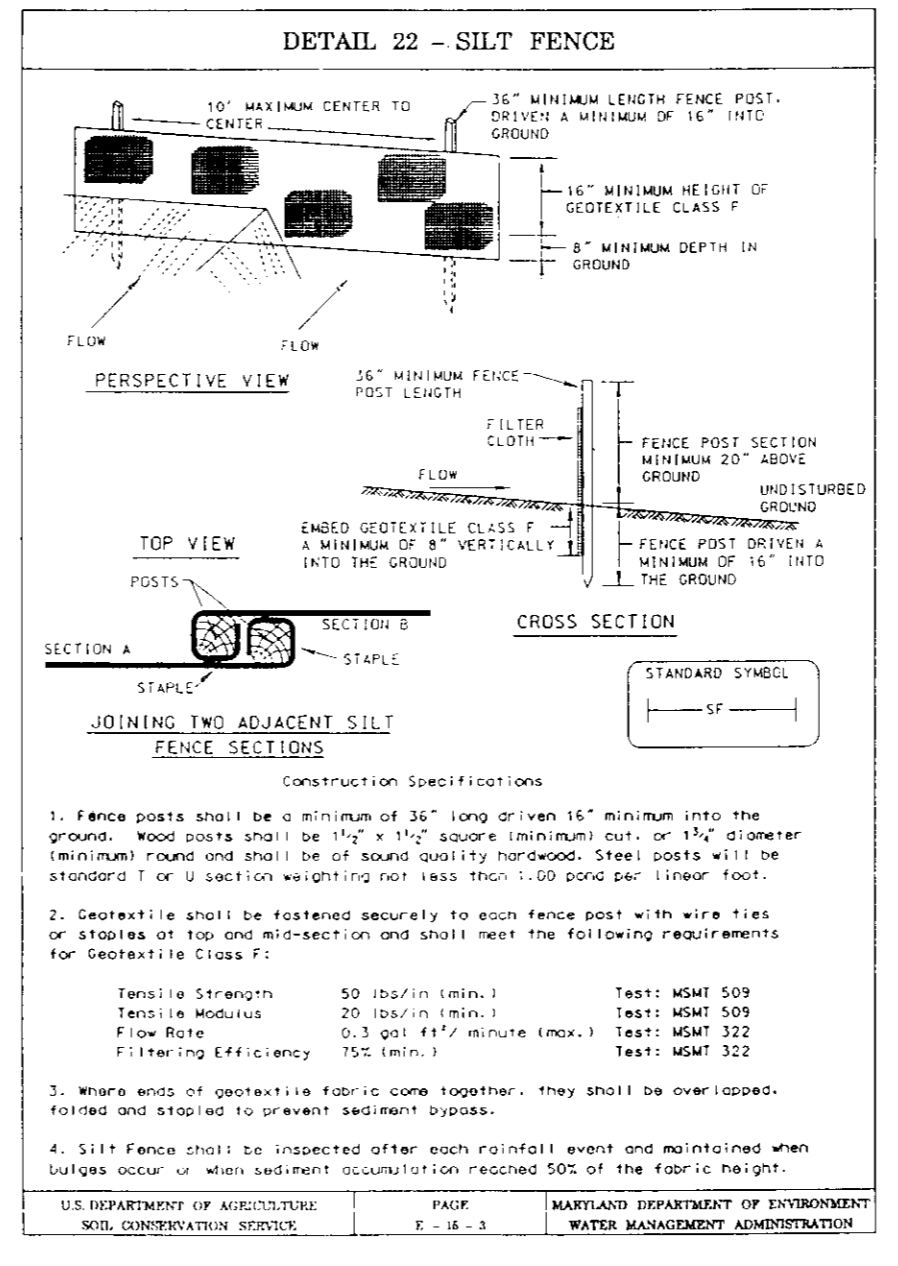 DETAIL 22 - SILT FENCE
10' MAXIMUM CENTER TO
CENTER
36" MINIMUM LENGTH FENCE POST,
DRIVEN A MINIMUM OF 16" INTO
GROUND
16" MINIMUM HEIGHT OF
GEOTEXTILE CLASS F
8" MINIMUM DEPTH IN
GROUND
FLOW
FLOW
PERSPECTIVE VIEW
36" MINIMUM FENCE
POST LENGTH
FILTER
CLOTH
FENCE POST SECTION
MINIMUM 20" ABOVE
GROUND
FLOW
UNDISTURBED
GROUND
EMBED GEOTEXTILE CLASS F
A MINIMUM OF 8" VERTICALLY
INTO THE GROUND
FENCE POST DRIVEN A
MINIMUM OF 16" INTO
THE GROUND
CROSS SECTION
TOP VIEW
POSTS
SECTION B
SECTION A
STAPLE
STAPLE
JOINING TWO ADJACENT SILT
FENCE SECTIONS
STANDARD SYMBOL
SF
Construction Specifications
1. Fence posts shall be a minimum of 36" long driven 16" minimum into the
ground. Wood posts shall be 1 1/2" x 1 1/2" square (minimum) cut, or 1 3/4" diameter
(minimum) round and shall be of sound quality hardwood. Steel posts will be
standard T or U section weighting not less than 1.00 pond per linear foot.
2. Geotextile shall be fastened securely to each fence post with wire ties
or staples at top and mid-section and shall meet the following requirements
for Geotextile Class F:
Tensile Strength 50 lbs/in (min.) Test: MSMT 509
Tensile Modulus 20 lbs/in (min.) Test: MSMT 509
Flow Rate 0.3 gal ft²/ minute (max.) Test: MSMT 322
Filtering Efficiency 75% (min.) Test: MSMT 322
3. Where ends of geotextile fabric come together, they shall be overlapped,
folded and stapled to prevent sediment bypass.
4. Silt Fence shall be inspected after each rainfall event and maintained when
bulges occur or when sediment accumulation reached 50% of the fabric height.
U.S. DEPARTMENT OF AGRICULTURE
SOIL CONSERVATION SERVICE
PAGE
E - 15 - 3
MARYLAND DEPARTMENT OF ENVIRONMENT
WATER MANAGEMENT ADMINISTRATION